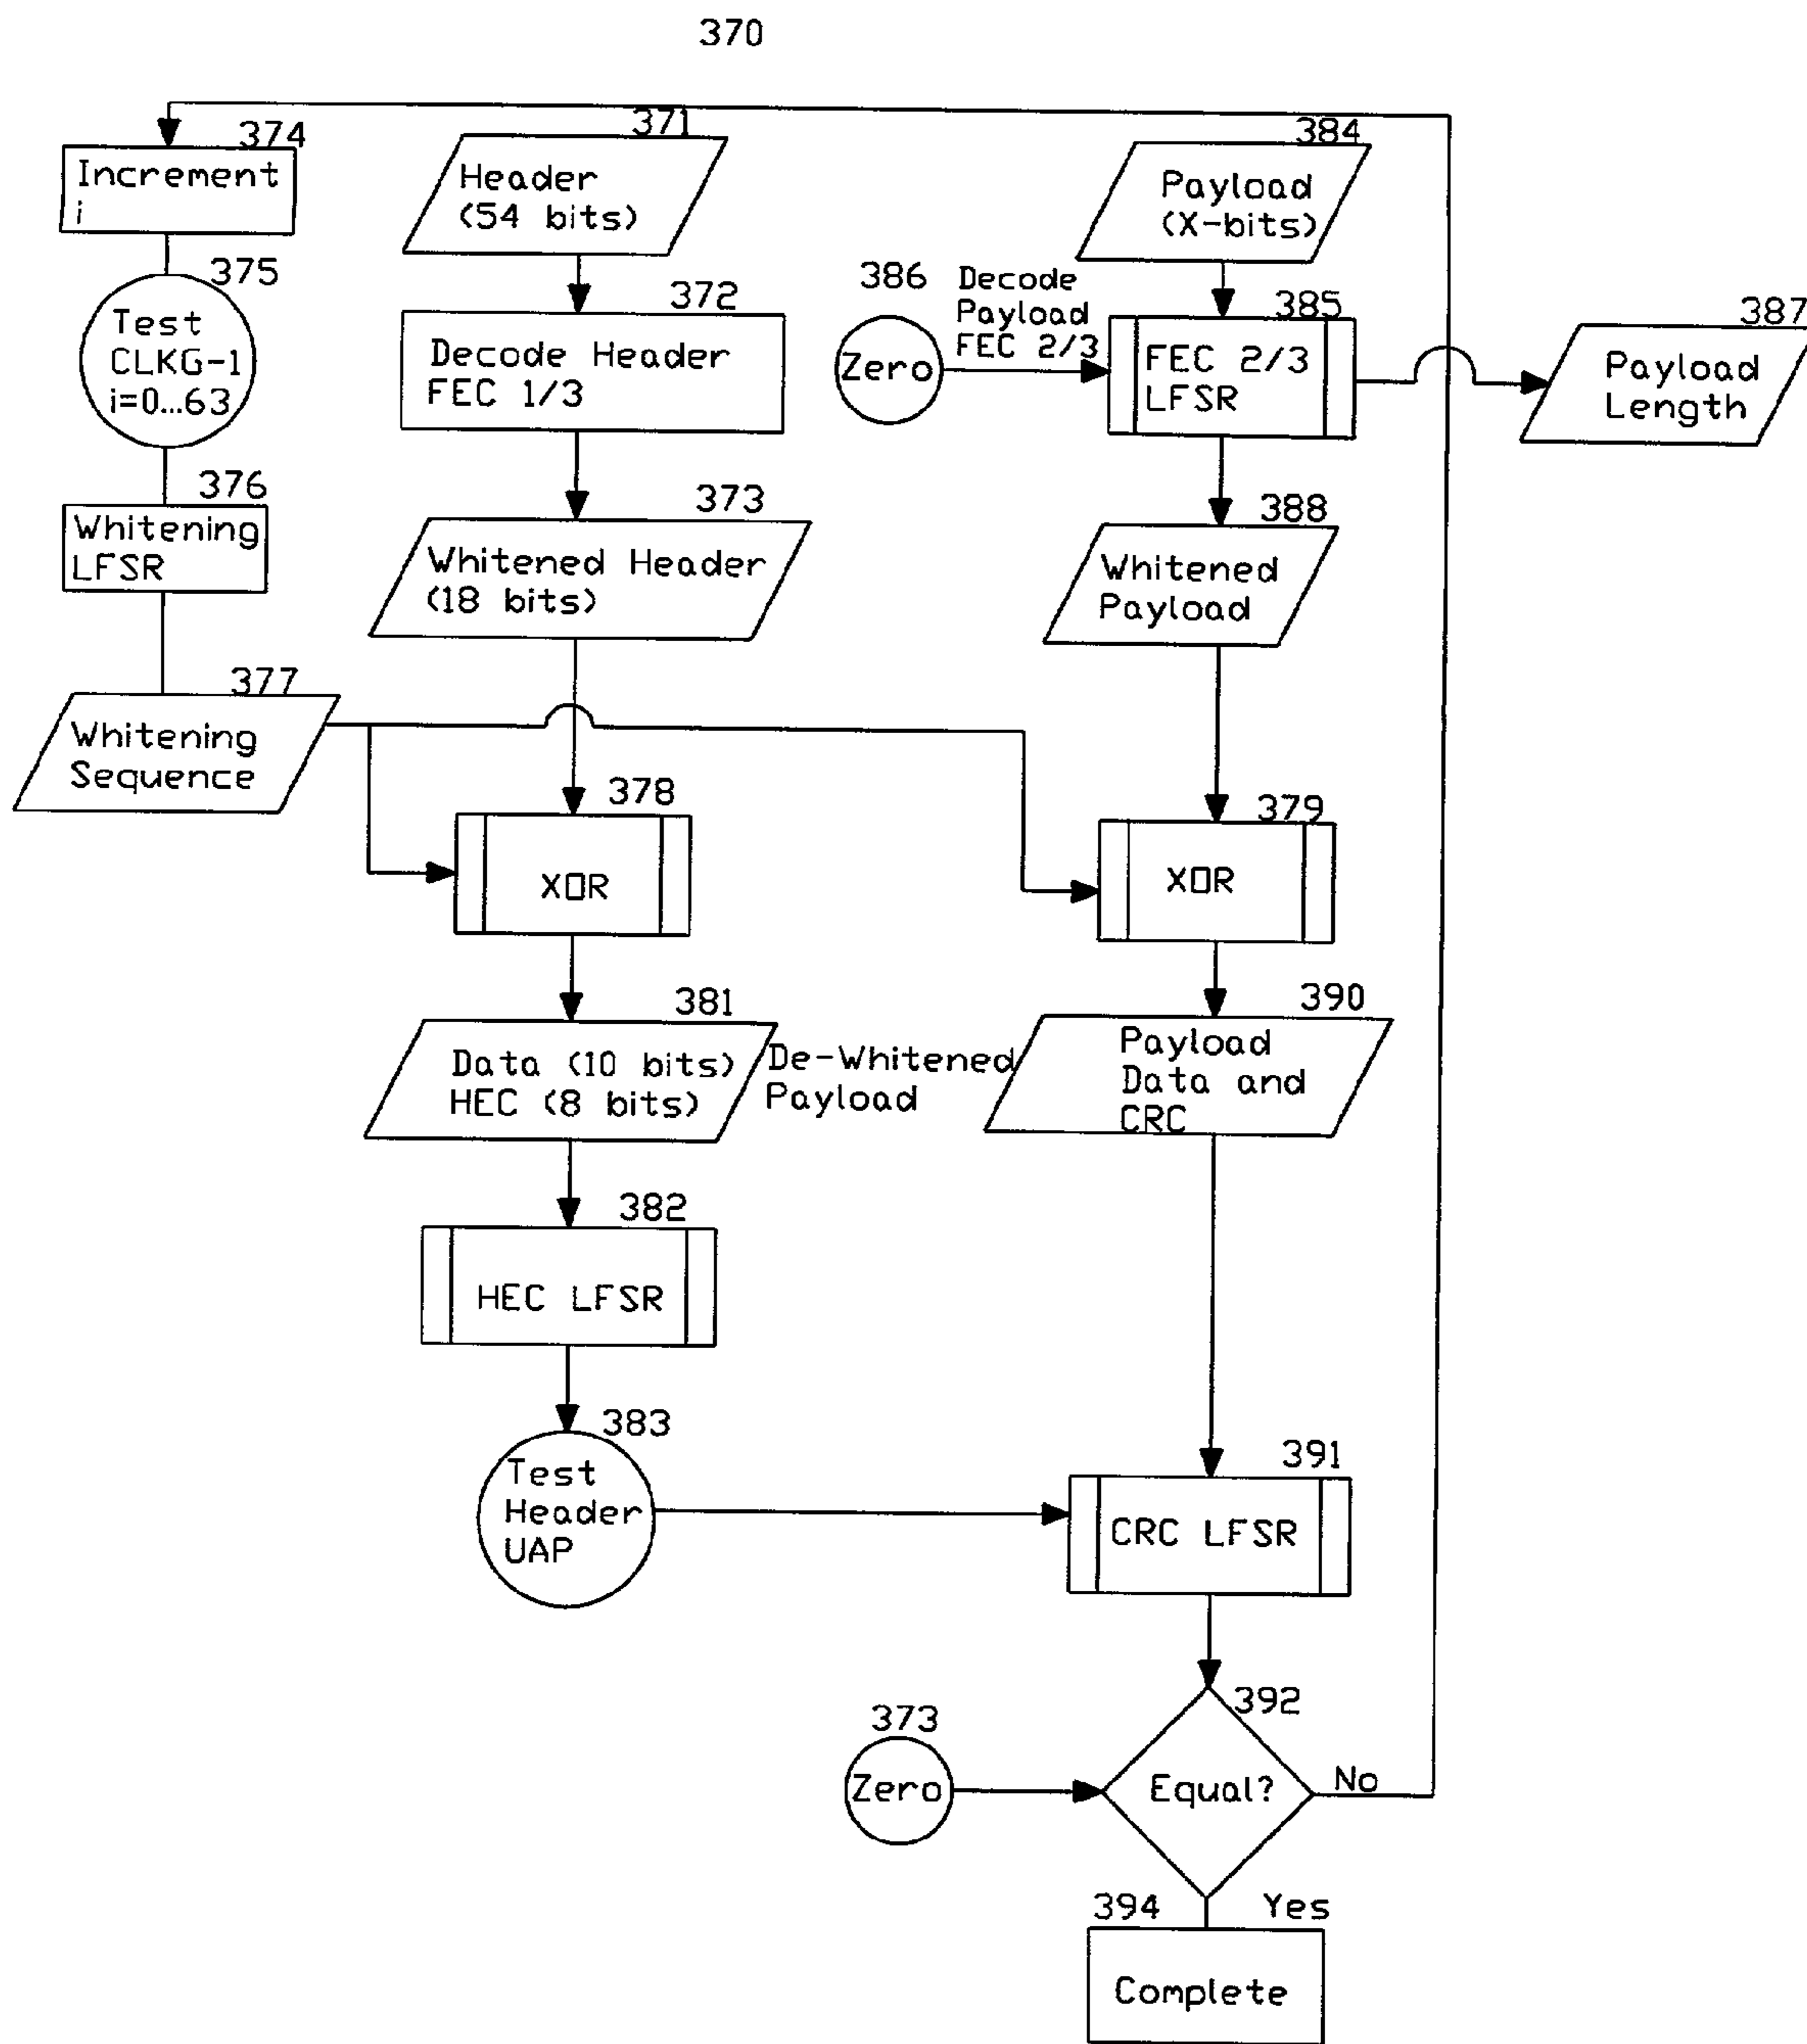 370
374
Increment
i
375
Test
CLKG-1
i=0...63
376
Whitening
LFSR
377
Whitening
Sequence
371
Header
(54 bits)
372
Decode Header
FEC 1/3
373
Whitened Header
(18 bits)
378
XOR
381
Data (10 bits)
HEC (8 bits)
De-Whitened
Payload
382
HEC LFSR
383
Test
Header
UAP
384
Payload
(X-bits)
386
Zero
Decode
Payload
FEC 2/3
385
FEC 2/3
LFSR
387
Payload
Length
388
Whitened
Payload
379
XOR
390
Payload
Data and
CRC
391
CRC LFSR
392
Equal?
No
373
Zero
Yes
394
Complete